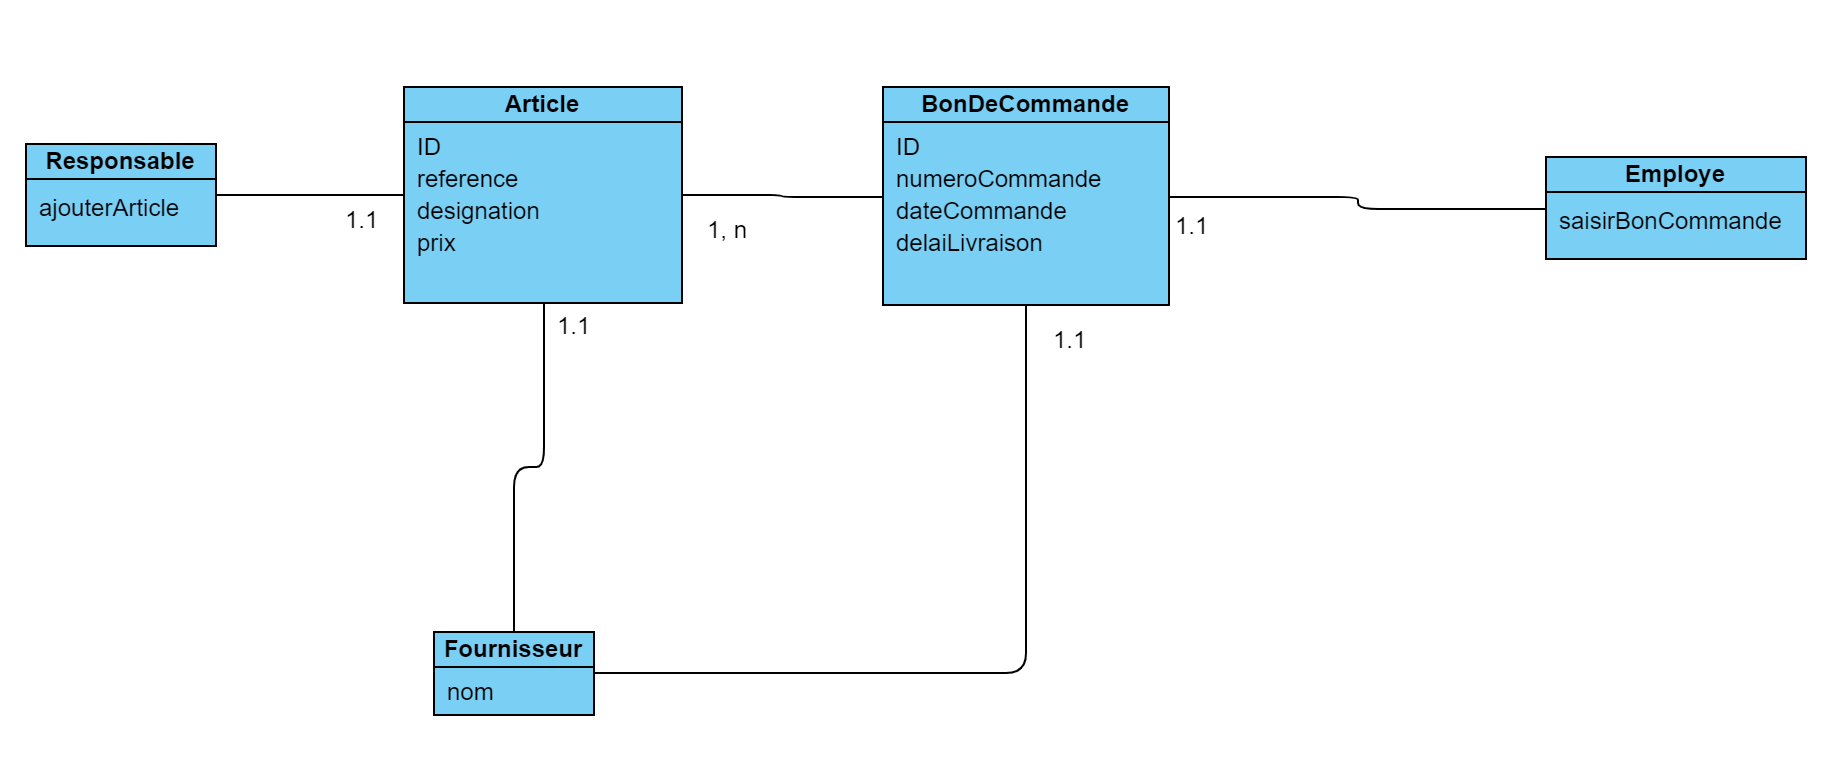 Responsable
ajouterArticle
1.1
Article
ID
reference
designation
prix
1, n
BonDeCommande
ID
numeroCommande
dateCommande
delaiLivraison
1.1
Employe
saisirBonCommande
1.1
1.1
Fournisseur
nom